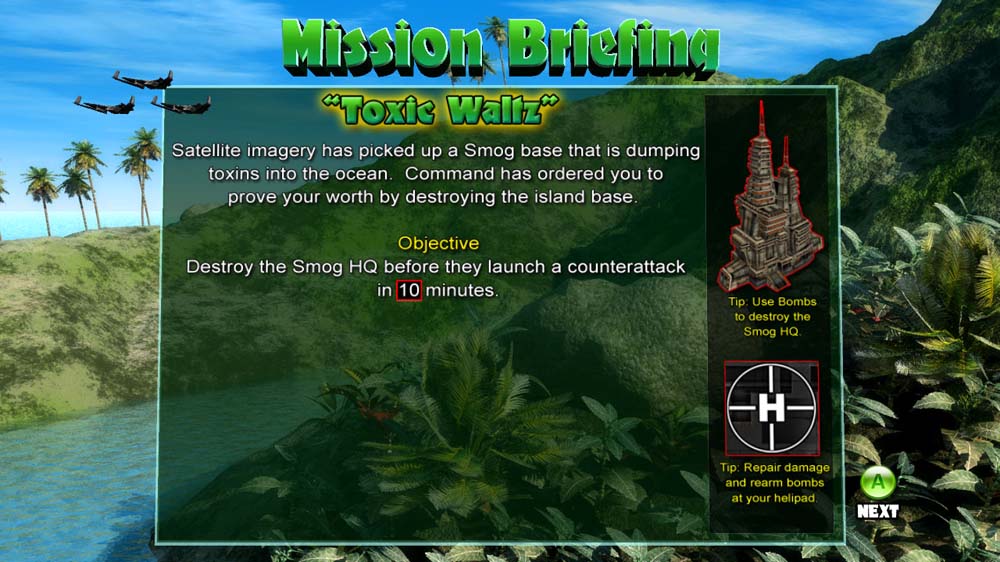 Mission Briefing
"Toxic Waltz"
Satellite imagery has picked up a Smog base that is dumping
toxins into the ocean. Command has ordered you to
prove your worth by destroying the island base.
Objective
Destroy the Smog HQ before they launch a counterattack
in 10 minutes.
Tip: Use Bombs
to destroy the
Smog HQ.
H
Tip: Repair damage
and rearm bombs
at your helipad.
A
NEXT